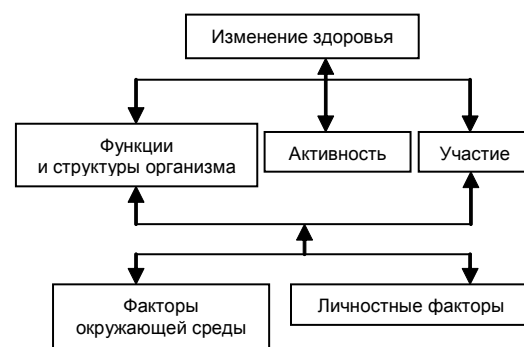 Изменение здоровья
Функции
и структуры организма
Активность
Участие
Факторы
окружающей среды
Личностные факторы